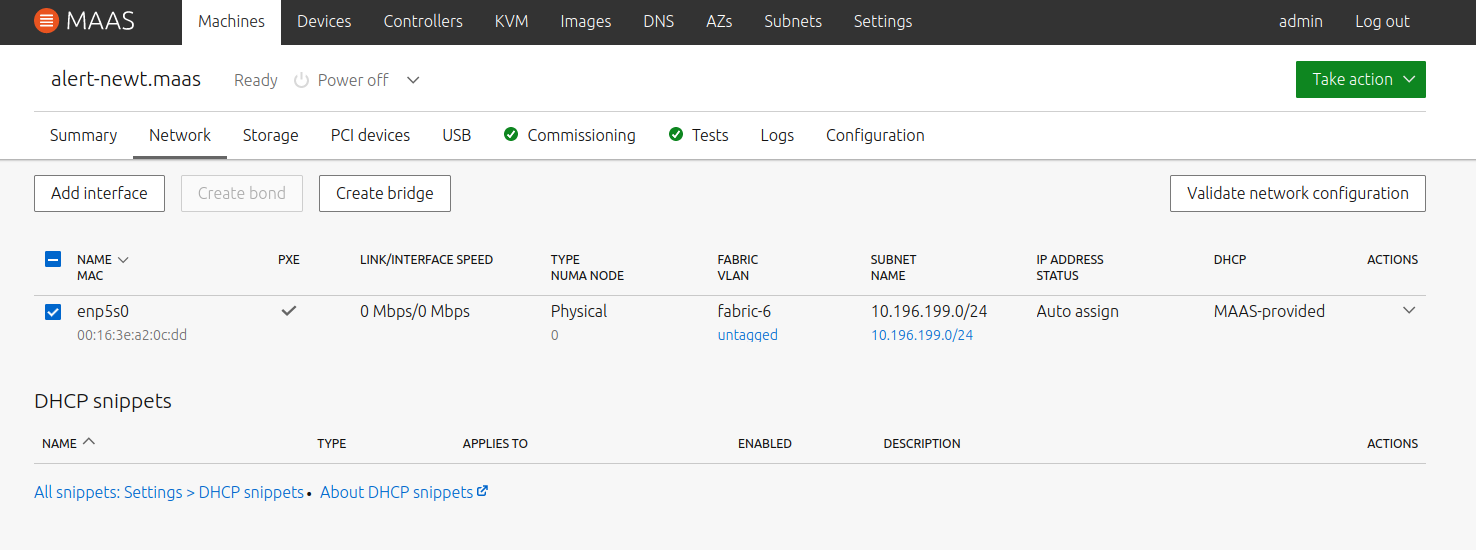 MAAS Machines Devices Controllers KVM Images DNS AZs Subnets Settings admin Log out
alert-newt.maas Ready Power off Take action
Summary Network Storage PCI devices USB Commissioning Tests Logs Configuration
Add interface Create bond Create bridge Validate network configuration
NAME PXE LINK/INTERFACE SPEED TYPE FABRIC SUBNET IP ADDRESS DHCP ACTIONS
MAC NUMA NODE VLAN NAME STATUS
enp5s0 0 Mbps/0 Mbps Physical fabric-6 10.196.199.0/24 Auto assign MAAS-provided
00:16:3e:a2:0c:dd 0 untagged 10.196.199.0/24
DHCP snippets
NAME TYPE APPLIES TO ENABLED DESCRIPTION ACTIONS
All snippets: Settings > DHCP snippets • About DHCP snippets